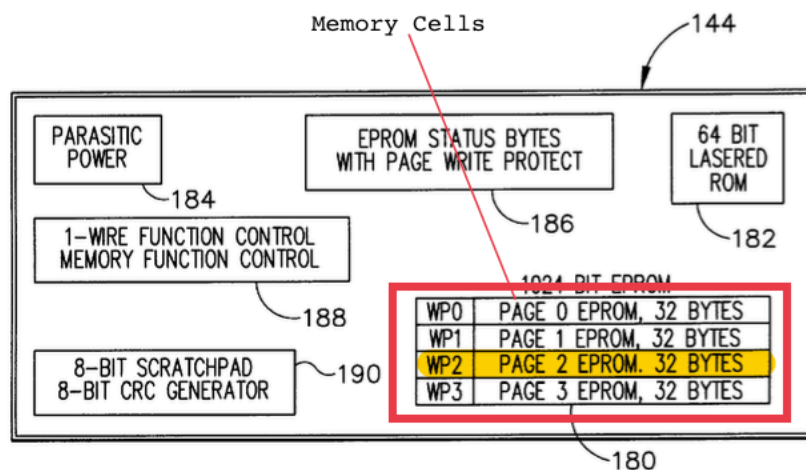 Memory Cells
144
PARASITIC
POWER
184
EPROM STATUS BYTES
WITH PAGE WRITE PROTECT
186
64 BIT
LASERED
ROM
182
1-WIRE FUNCTION CONTROL
MEMORY FUNCTION CONTROL
188
1024 BIT EPROM
WP0 PAGE 0 EPROM, 32 BYTES
WP1 PAGE 1 EPROM, 32 BYTES
WP2 PAGE 2 EPROM. 32 BYTES
WP3 PAGE 3 EPROM, 32 BYTES
180
8-BIT SCRATCHPAD
8-BIT CRC GENERATOR
190